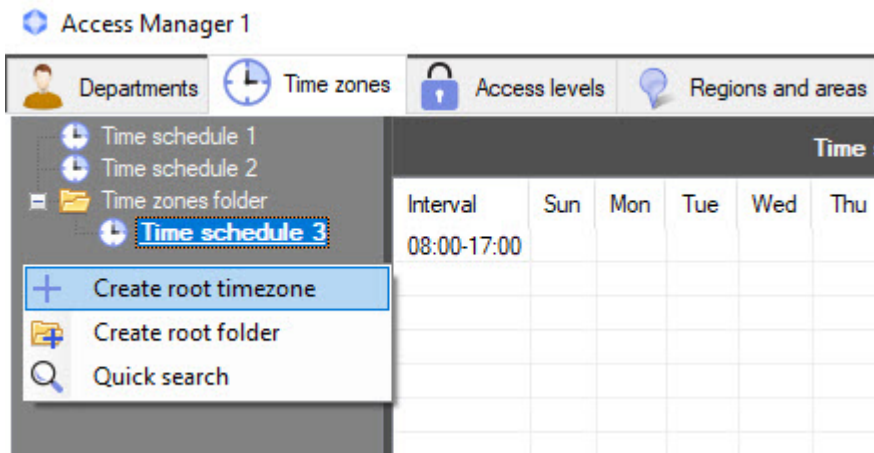 Access Manager 1
Departments Time zones Access levels Regions and areas
Time schedule 1
Time schedule 2
Time zones folder
Time schedule 3
Create root timezone
Create root folder
Quick search
Time
Interval Sun Mon Tue Wed Thu
08:00-17:00